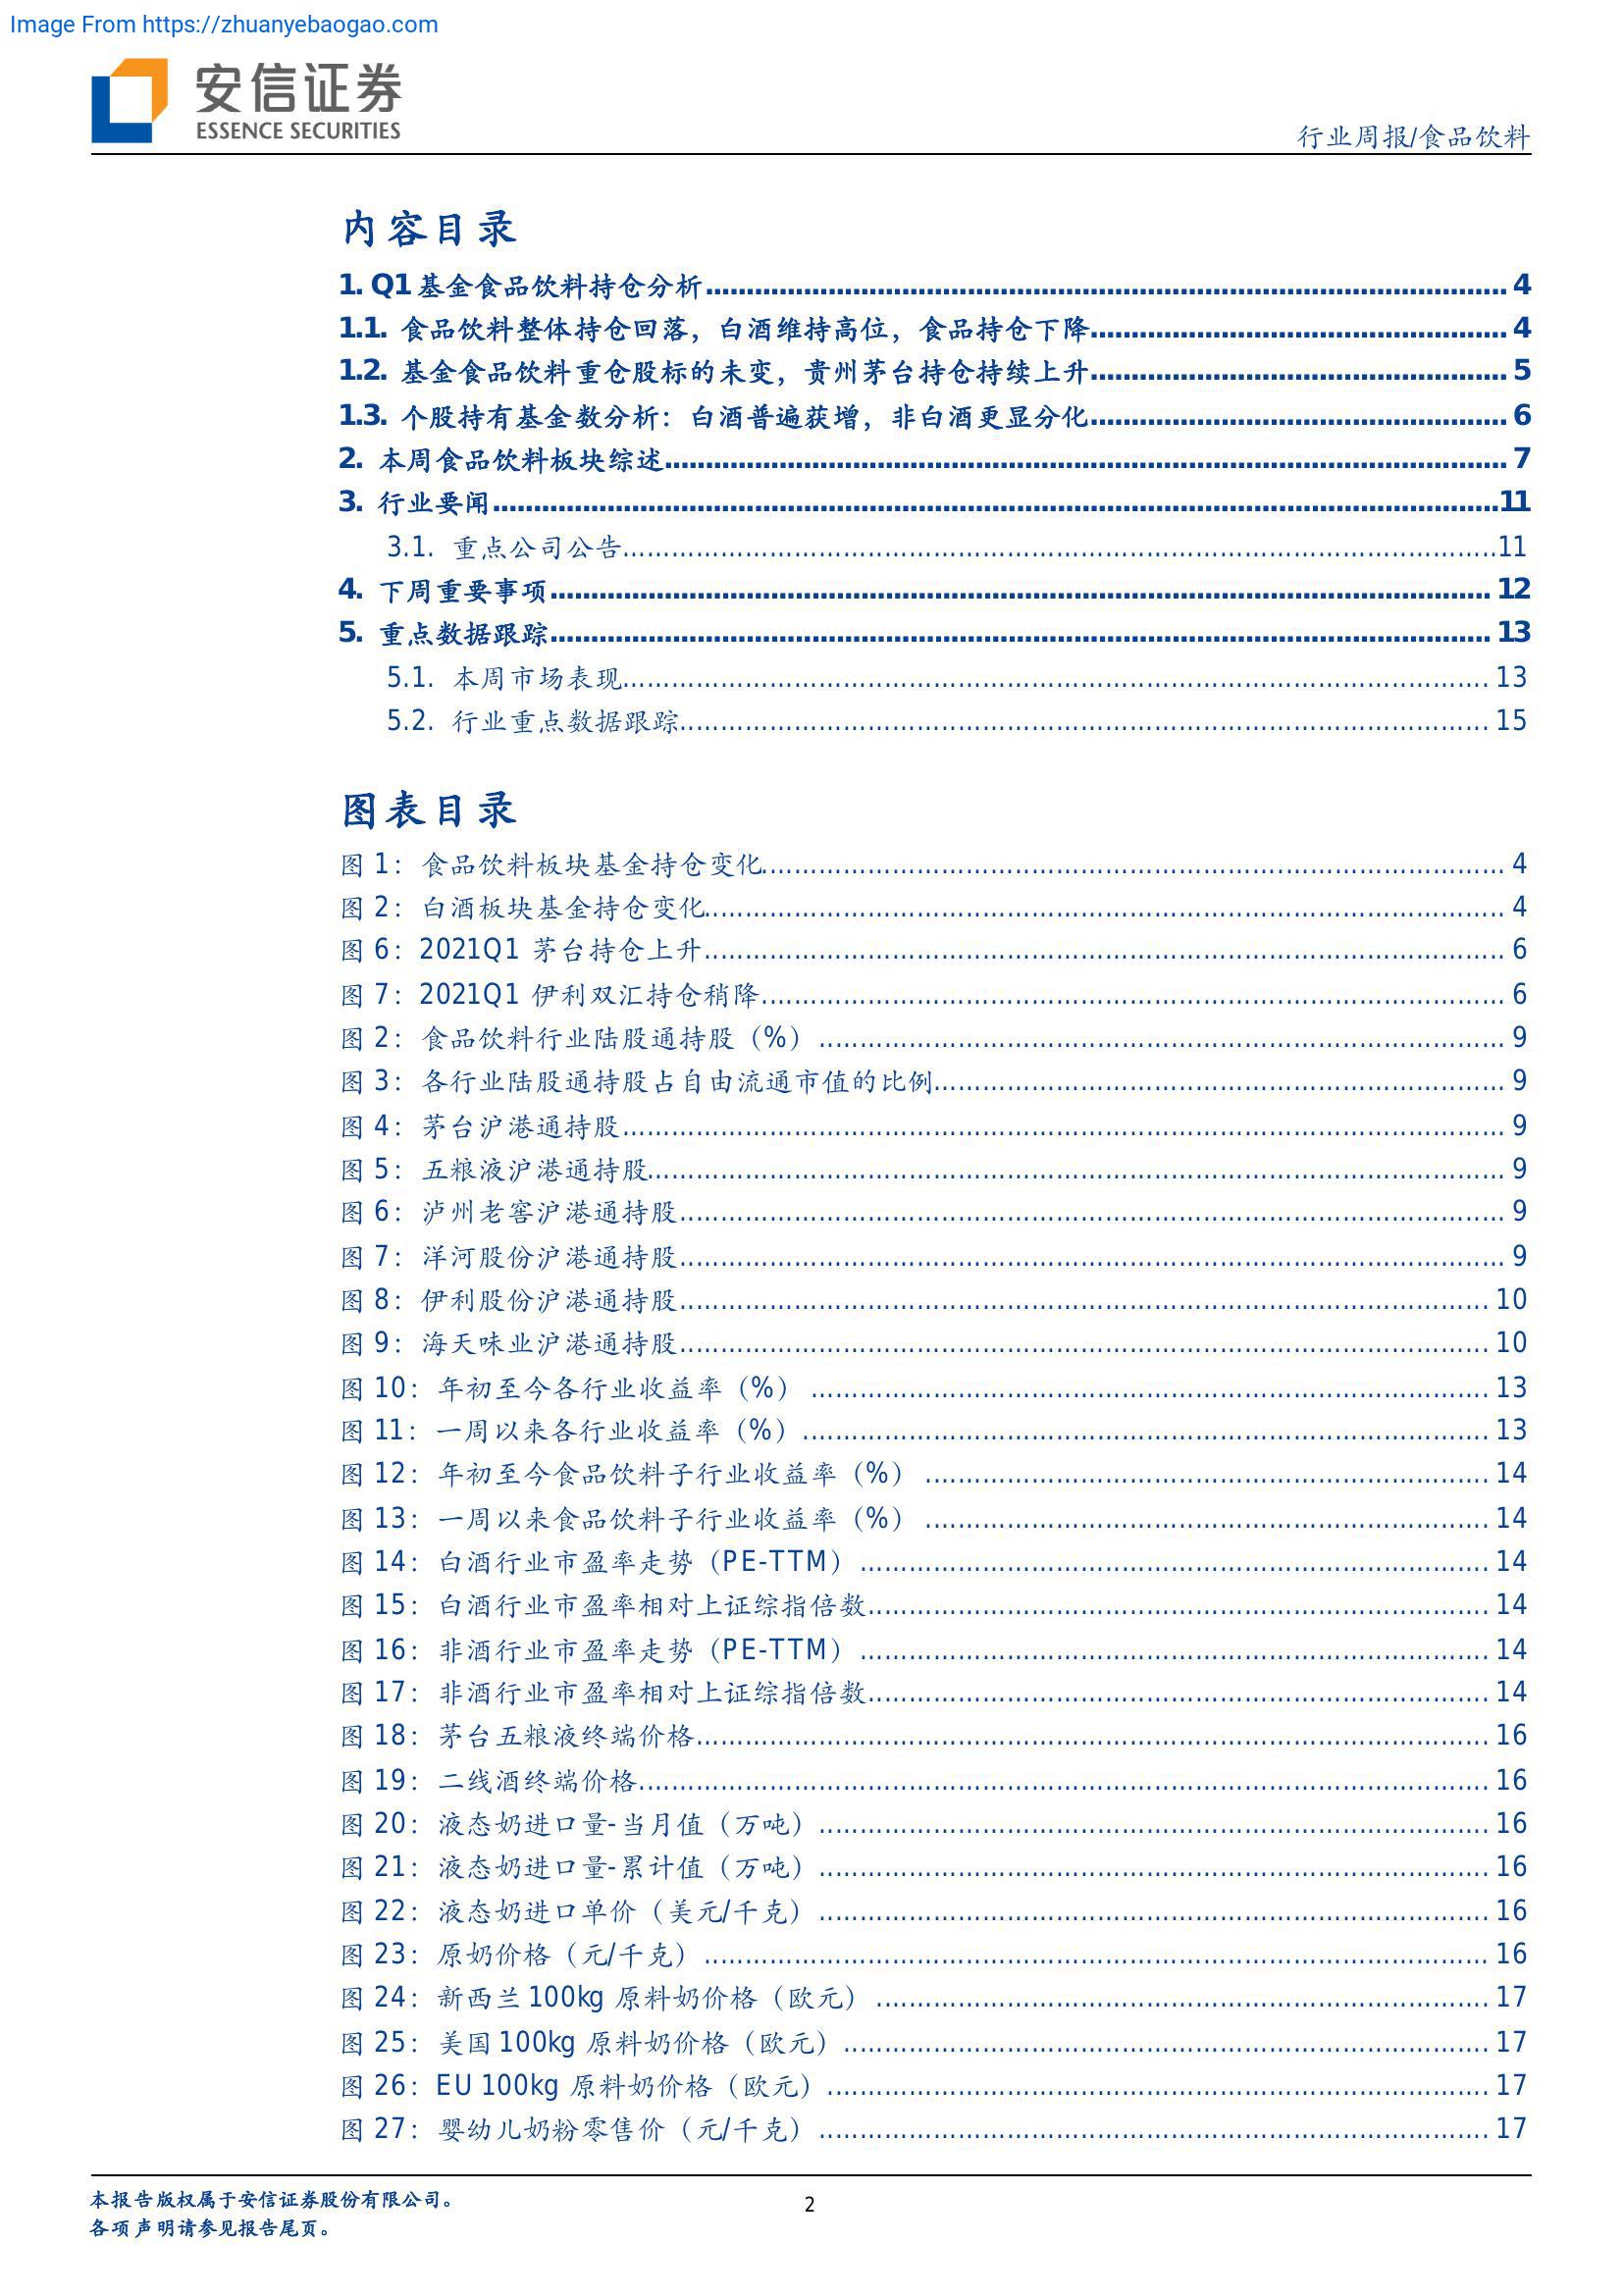 Image From https://zhuanyebaogao.com
安信证券
ESSENCE SECURITIES
行业周报/食品饮料
内容目录
1. Q1基金食品饮料持仓分析 4
1.1. 食品饮料整体持仓回落，白酒维持高位，食品持仓下降 4
1.2. 基金食品饮料重仓股标的未变，贵州茅台持仓持续上升 5
1.3. 个股持有基金数分析：白酒普遍获增，非白酒更显分化 6
2. 本周食品饮料板块综述 7
3. 行业要闻 11
3.1. 重点公司公告 11
4. 下周重要事项 12
5. 重点数据跟踪 13
5.1. 本周市场表现 13
5.2. 行业重点数据跟踪 15
图表目录
图 1：食品饮料板块基金持仓变化 4
图 2：白酒板块基金持仓变化 4
图 6：2021Q1 茅台持仓上升 6
图 7：2021Q1 伊利双汇持仓稍降 6
图 2：食品饮料行业陆股通持股（%） 9
图 3：各行业陆股通持股占自由流通市值的比例 9
图 4：茅台沪港通持股 9
图 5：五粮液沪港通持股 9
图 6：泸州老窖沪港通持股 9
图 7：洋河股份沪港通持股 9
图 8：伊利股份沪港通持股 10
图 9：海天味业沪港通持股 10
图 10：年初至今各行业收益率（%） 13
图 11：一周以来各行业收益率（%） 13
图 12：年初至今食品饮料子行业收益率（%） 14
图 13：一周以来食品饮料子行业收益率（%） 14
图 14：白酒行业市盈率走势（PE-TTM） 14
图 15：白酒行业市盈率相对上证综指倍数 14
图 16：非酒行业市盈率走势（PE-TTM） 14
图 17：非酒行业市盈率相对上证综指倍数 14
图 18：茅台五粮液终端价格 16
图 19：二线酒终端价格 16
图 20：液态奶进口量-当月值（万吨） 16
图 21：液态奶进口量-累计值（万吨） 16
图 22：液态奶进口单价（美元/千克） 16
图 23：原奶价格（元/千克） 16
图 24：新西兰 100kg 原料奶价格（欧元） 17
图 25：美国 100kg 原料奶价格（欧元） 17
图 26：EU 100kg 原料奶价格（欧元） 17
图 27：婴幼儿奶粉零售价（元/千克） 17
本报告版权属于安信证券股份有限公司。
2
各项声明请参见报告尾页。